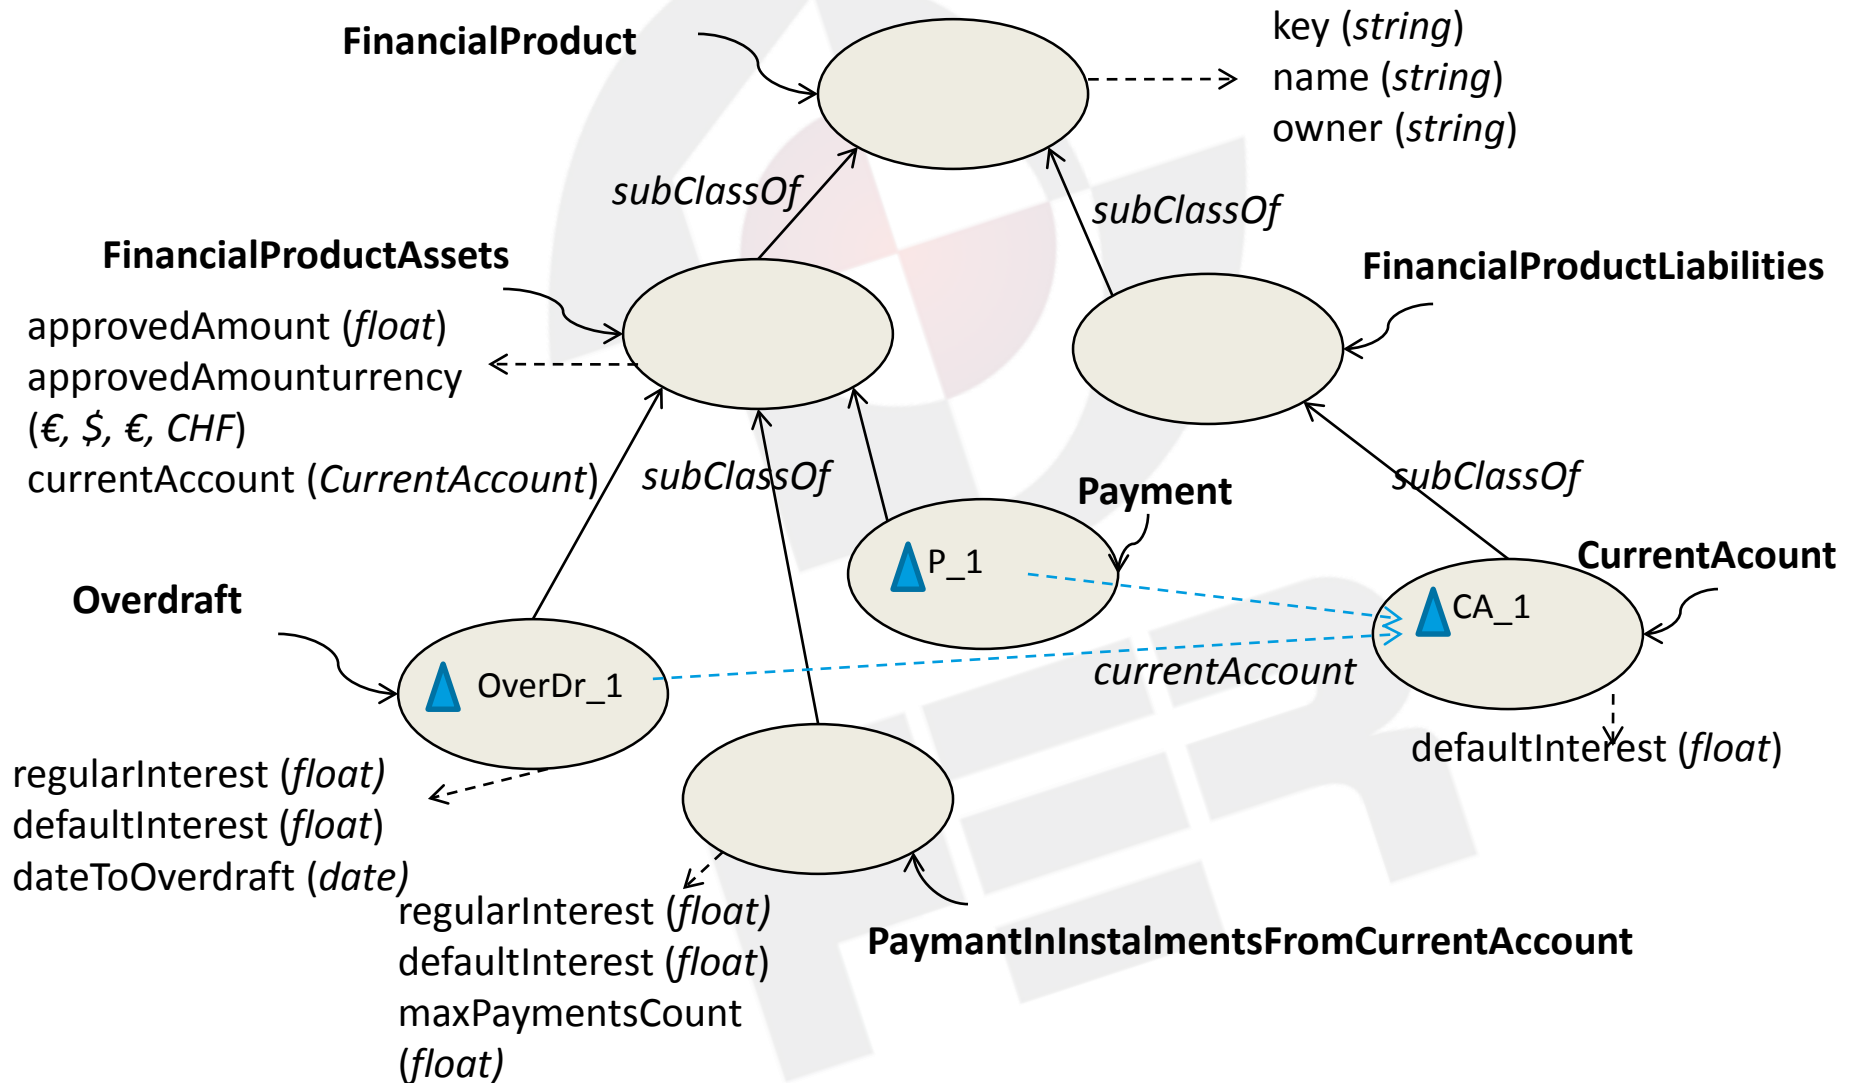 FinancialProduct
key (string)
name (string)
owner (string)
subClassOf
subClassOf
FinancialProductAssets
FinancialProductLiabilities
approvedAmount (float)
approvedAmounturrency
(€, $, €, CHF)
currentAccount (CurrentAccount)
subClassOf
subClassOf
Payment
P_1
CurrentAcount
CA_1
Overdraft
OverDr_1
currentAccount
defaultInterest (float)
regularInterest (float)
defaultInterest (float)
dateToOverdraft (date)
regularInterest (float)
defaultInterest (float)
maxPaymentsCount
(float)
PaymantInInstalmentsFromCurrentAccount
FER